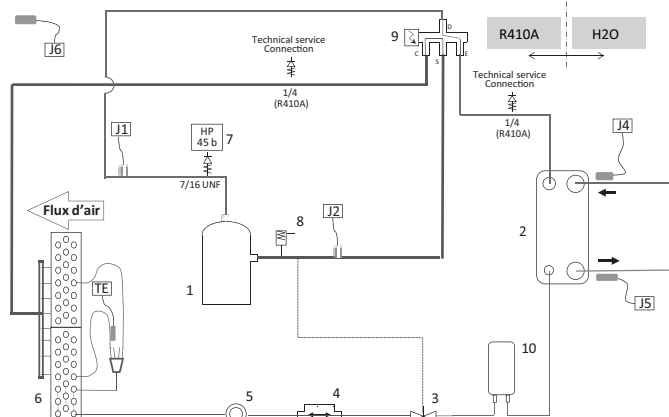 J6
Technical service
Connection
1/4
(R410A)
9
D
C
S
E
R410A
H2O
Technical service
Connection
1/4
(R410A)
J1
HP
45 b
7
7/16 UNF
J4
Flux d'air
8
J2
2
1
TE
J5
10
6
5
4
3